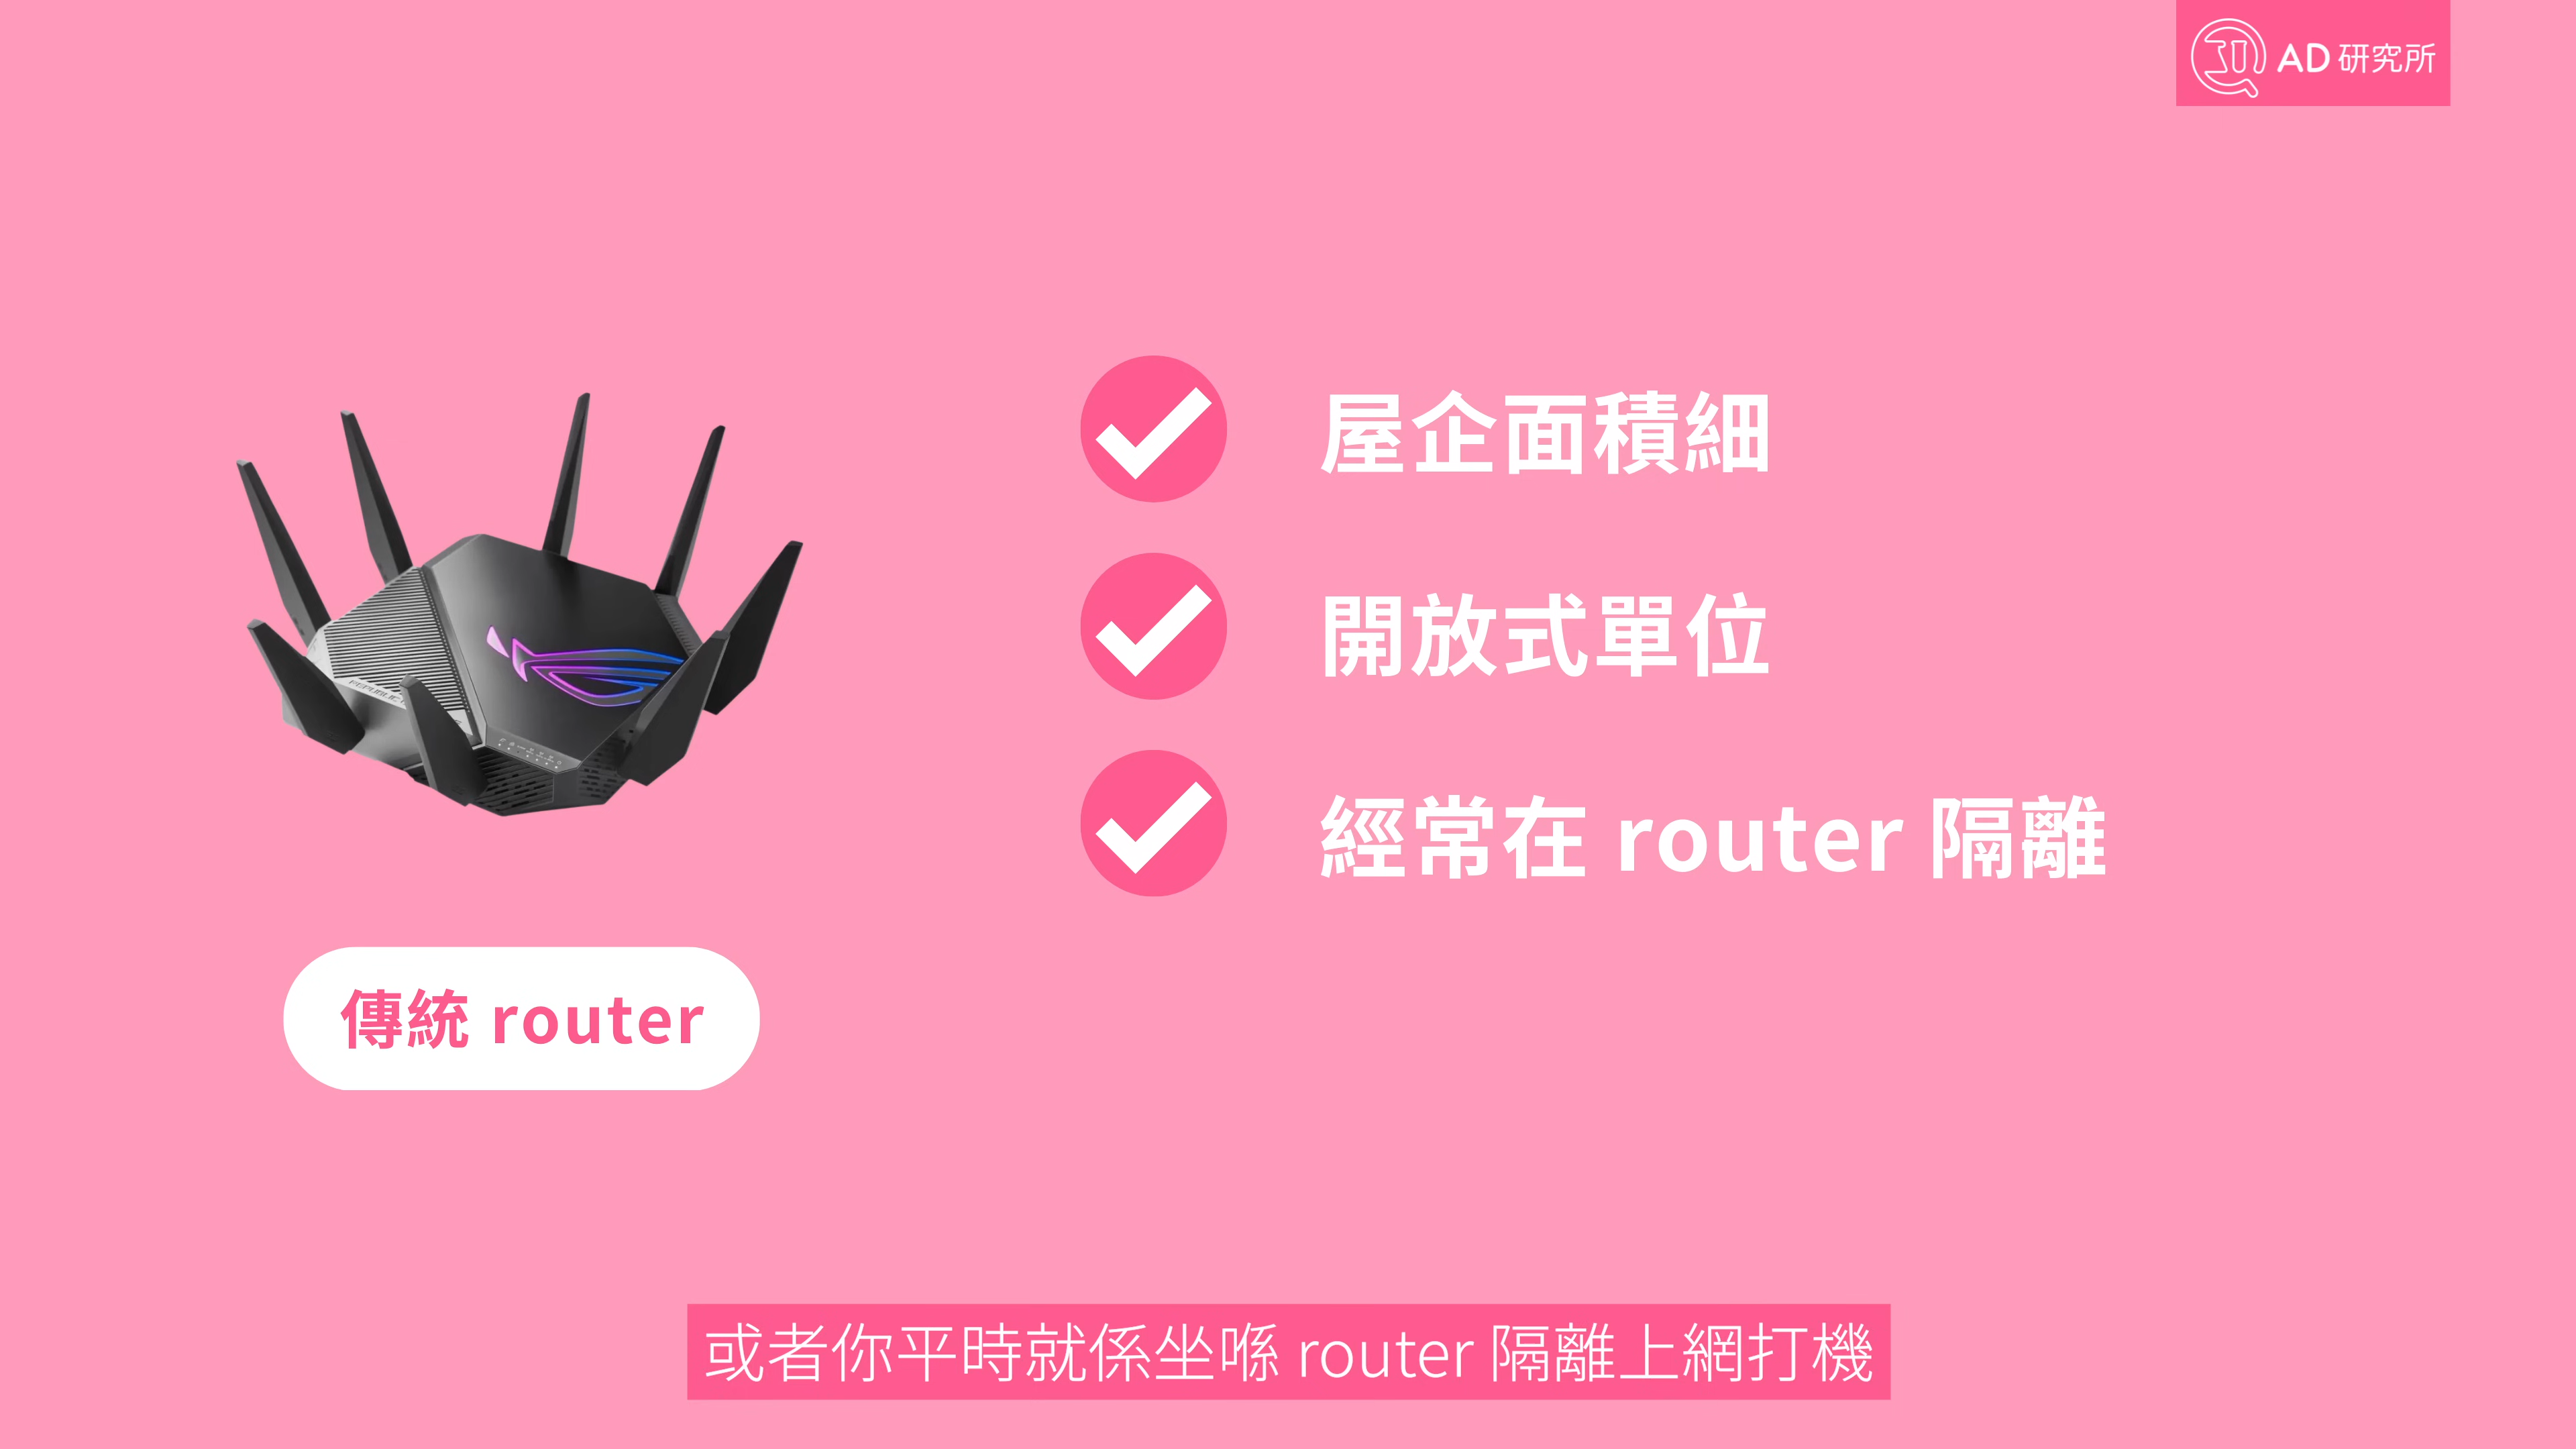 AD 研究所
屋企面積細
開放式單位
經常在 router 隔離
傳統 router
或者你平時就係坐喺 router 隔離上網打機